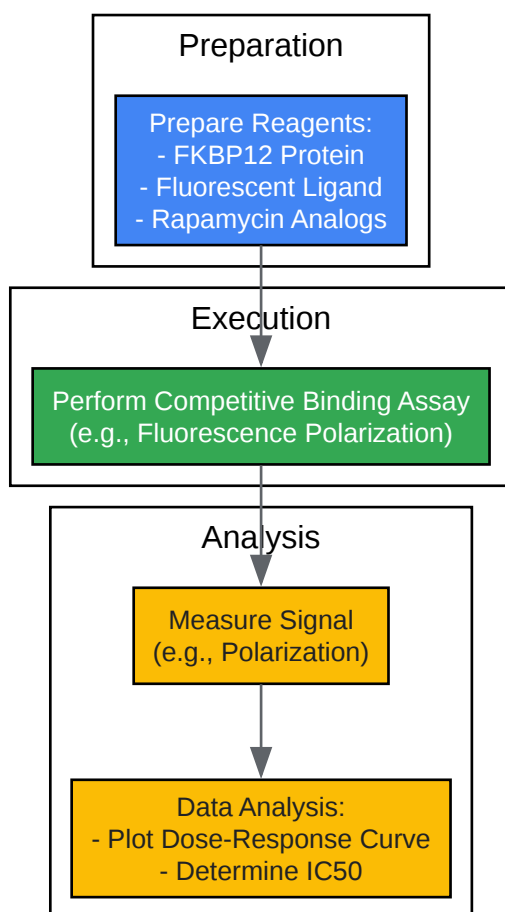 Preparation
Prepare Reagents:
- FKBP12 Protein
- Fluorescent Ligand
- Rapamycin Analogs
Execution
Perform Competitive Binding Assay
(e.g., Fluorescence Polarization)
Analysis
Measure Signal
(e.g., Polarization)
Data Analysis:
- Plot Dose-Response Curve
- Determine IC50